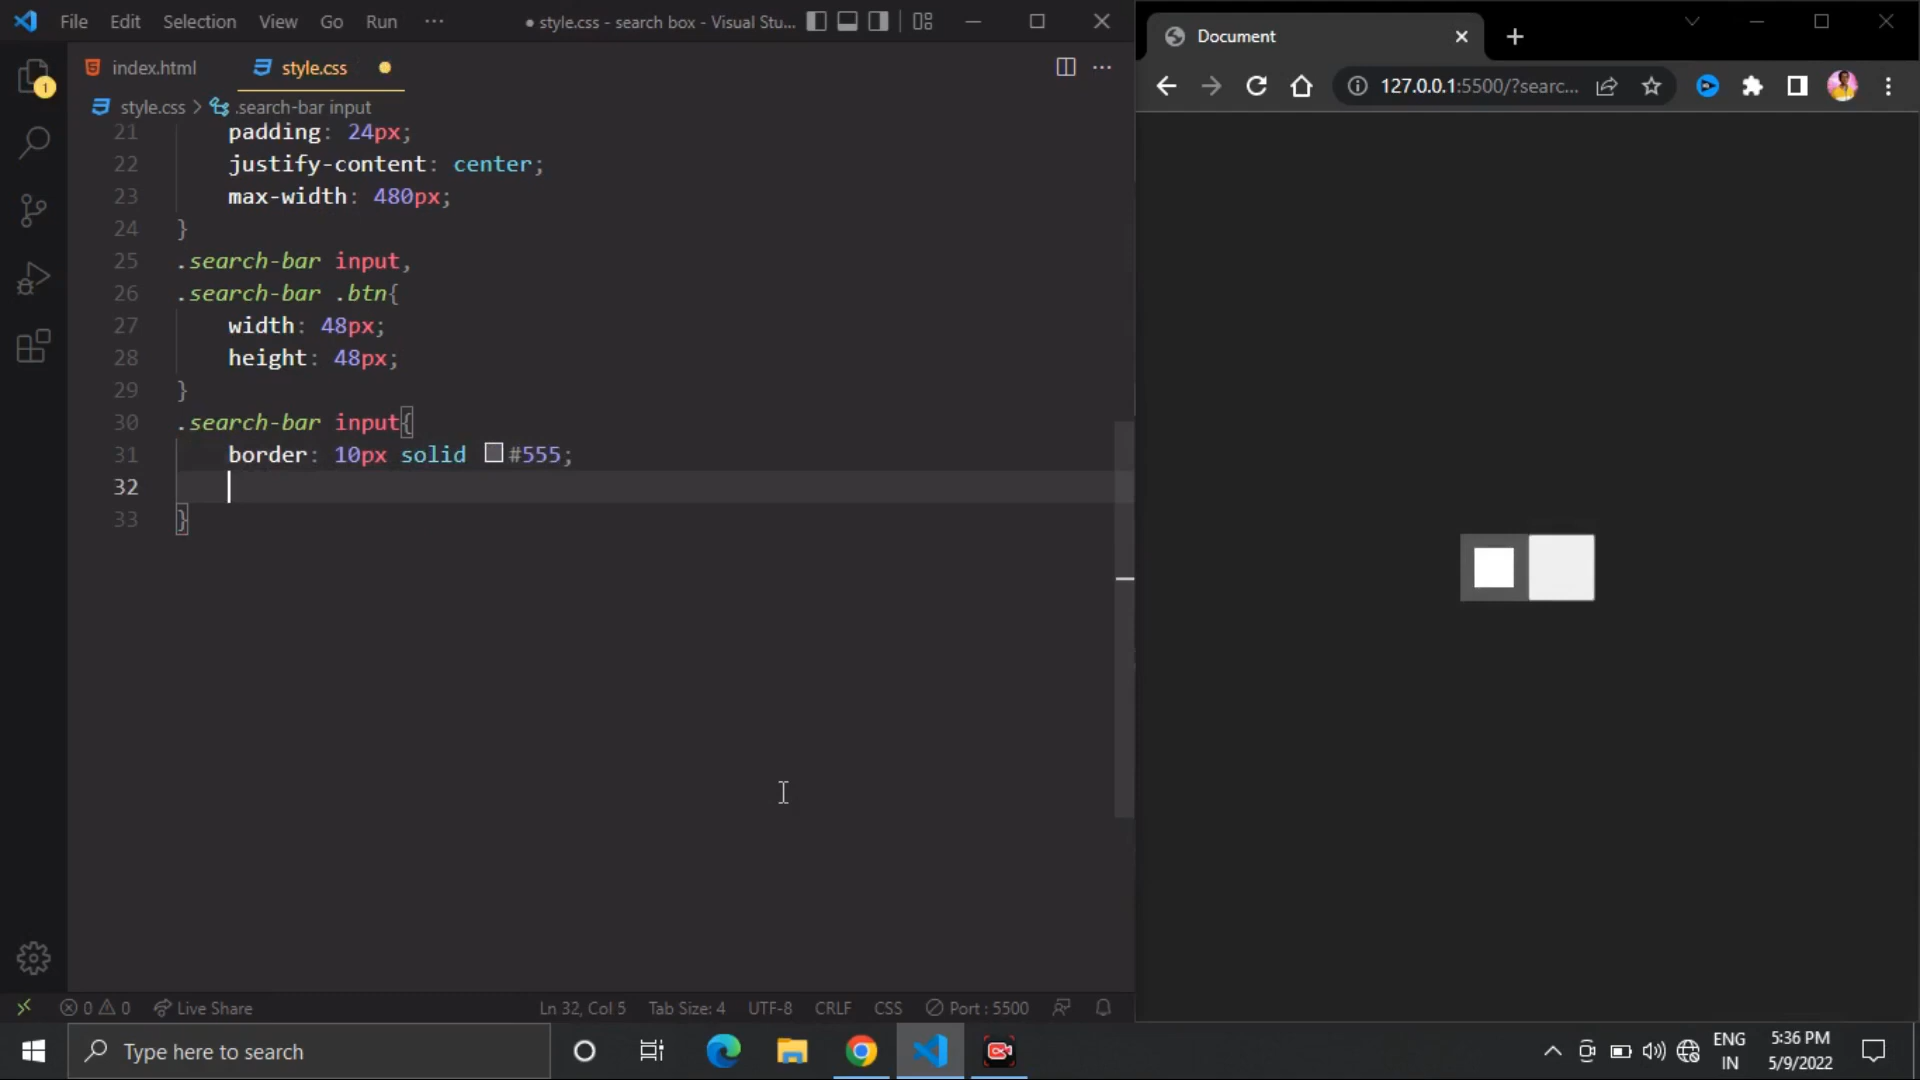 File Edit Selection View Go Run ···
● style.css - search box - Visual Stu...
index.html style.css
style.css > .search-bar input
21 padding: 24px;
22 justify-content: center;
23 max-width: 480px;
24 }
25 .search-bar input,
26 .search-bar .btn{
27 width: 48px;
28 height: 48px;
29 }
30 .search-bar input{
31 border: 10px solid #555;
32
33 }
1
0 0 Live Share Ln 32, Col 5 Tab Size: 4 UTF-8 CRLF CSS Port : 5500
Document
127.0.0.1:5500/?searc...
Type here to search
ENG
IN
5:36 PM
5/9/2022